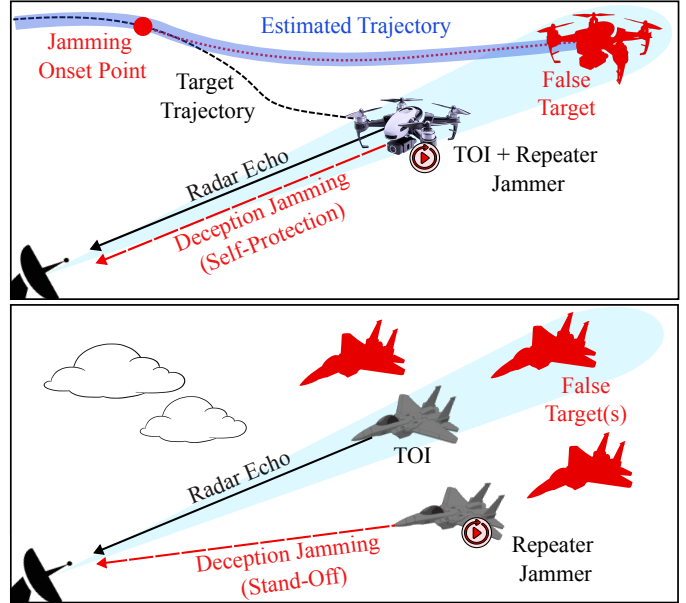 Estimated Trajectory
Jamming
Onset Point
Target
Trajectory
False
Target
TOI + Repeater
Jammer
Radar Echo
Deception Jamming
(Self-Protection)
False
Target(s)
TOI
Radar Echo
Repeater
Jammer
Deception Jamming
(Stand-Off)